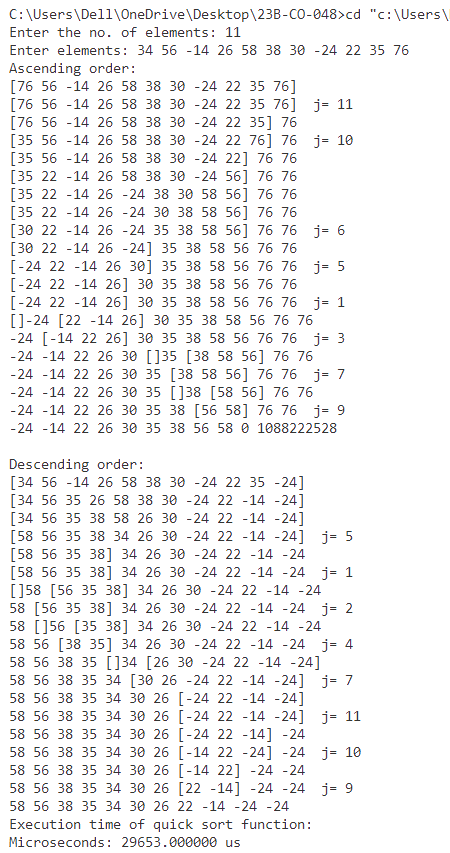 C:\Users\Dell\OneDrive\Desktop\23B-CO-048>cd "c:\Users\
Enter the no. of elements: 11
Enter elements: 34 56 -14 26 58 38 30 -24 22 35 76
Ascending order:
[76 56 -14 26 58 38 30 -24 22 35 76]
[76 56 -14 26 58 38 30 -24 22 35 76]  j= 11
[76 56 -14 26 58 38 30 -24 22 35] 76
[35 56 -14 26 58 38 30 -24 22 76] 76  j= 10
[35 56 -14 26 58 38 30 -24 22] 76 76
[35 22 -14 26 58 38 30 -24 56] 76 76
[35 22 -14 26 -24 38 30 58 56] 76 76
[35 22 -14 26 -24 30 38 58 56] 76 76
[30 22 -14 26 -24 35 38 58 56] 76 76  j= 6
[30 22 -14 26 -24] 35 38 58 56 76 76
[-24 22 -14 26 30] 35 38 58 56 76 76  j= 5
[-24 22 -14 26] 30 35 38 58 56 76 76
[-24 22 -14 26] 30 35 38 58 56 76 76  j= 1
[]-24 [22 -14 26] 30 35 38 58 56 76 76
-24 [-14 22 26] 30 35 38 58 56 76 76  j= 3
-24 -14 22 26 30 []35 [38 58 56] 76 76
-24 -14 22 26 30 35 [38 58 56] 76 76  j= 7
-24 -14 22 26 30 35 []38 [58 56] 76 76
-24 -14 22 26 30 35 38 [56 58] 76 76  j= 9
-24 -14 22 26 30 35 38 56 58 0 1088222528
Descending order:
[34 56 -14 26 58 38 30 -24 22 35 -24]
[34 56 35 26 58 38 30 -24 22 -14 -24]
[34 56 35 38 58 26 30 -24 22 -14 -24]
[58 56 35 38 34 26 30 -24 22 -14 -24]  j= 5
[58 56 35 38] 34 26 30 -24 22 -14 -24
[58 56 35 38] 34 26 30 -24 22 -14 -24  j= 1
[]58 [56 35 38] 34 26 30 -24 22 -14 -24
58 [56 35 38] 34 26 30 -24 22 -14 -24  j= 2
58 []56 [35 38] 34 26 30 -24 22 -14 -24
58 56 [38 35] 34 26 30 -24 22 -14 -24  j= 4
58 56 38 35 []34 [26 30 -24 22 -14 -24]
58 56 38 35 34 [30 26 -24 22 -14 -24]  j= 7
58 56 38 35 34 30 26 [-24 22 -14 -24]
58 56 38 35 34 30 26 [-24 22 -14 -24]  j= 11
58 56 38 35 34 30 26 [-24 22 -14] -24
58 56 38 35 34 30 26 [-14 22 -24] -24  j= 10
58 56 38 35 34 30 26 [-14 22] -24 -24
58 56 38 35 34 30 26 [22 -14] -24 -24  j= 9
58 56 38 35 34 30 26 22 -14 -24 -24
Execution time of quick sort function:
Microseconds: 29653.000000 us